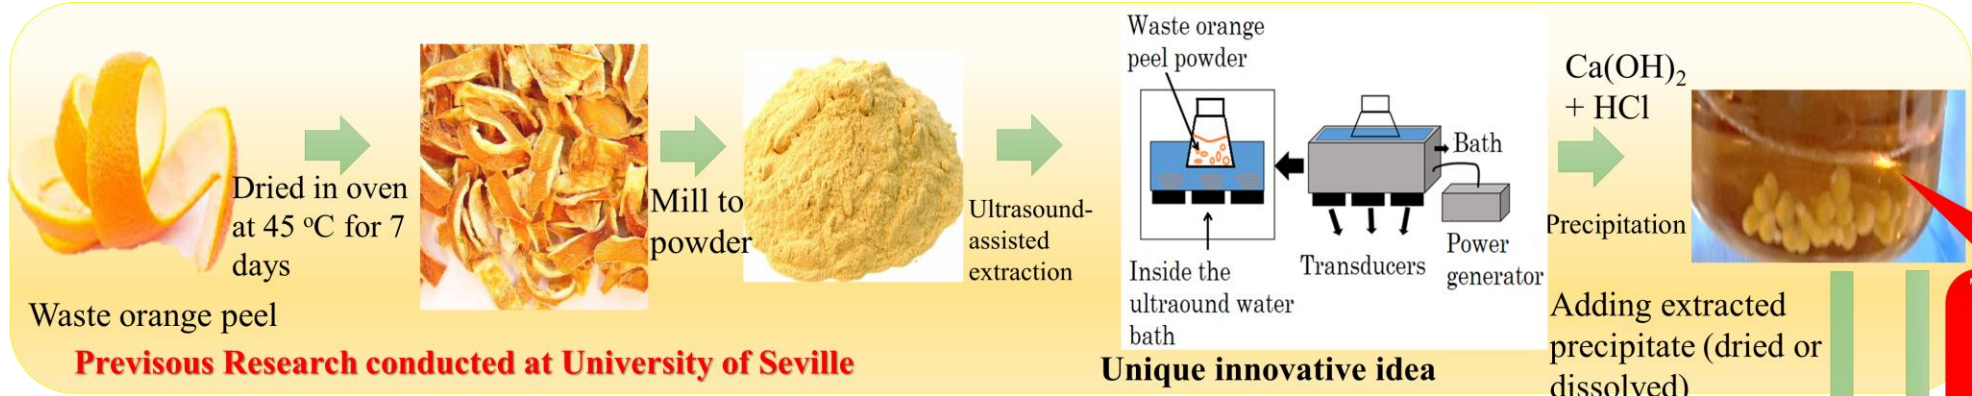 Waste orange peel
Dried in oven
at 45 °C for 7
days
Mill to
powder
Ultrasound-
assisted
extraction
Waste orange
peel powder
Inside the
ultraound water
bath
Bath
Transducers
Power
generator
Ca(OH)₂
+ HCl
Precipitation
Adding extracted
precipitate (dried or
dissolved)
Previsous Research conducted at University of Seville
Unique innovative idea